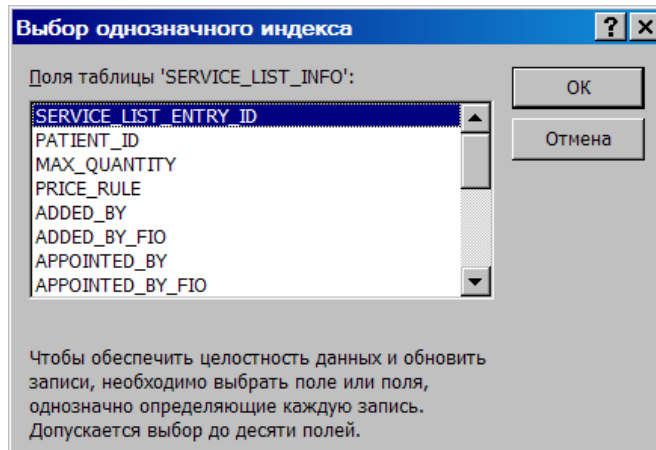 Выбор однозначного индекса
Поля таблицы 'SERVICE_LIST_INFO':
SERVICE_LIST_ENTRY_ID
PATIENT_ID
MAX_QUANTITY
PRICE_RULE
ADDED_BY
ADDED_BY_FIO
APPOINTED_BY
APPOINTED_BY_FIO
ОК
Отмена
Чтобы обеспечить целостность данных и обновить
записи, необходимо выбрать поле или поля,
однозначно определяющие каждую запись.
Допускается выбор до десяти полей.